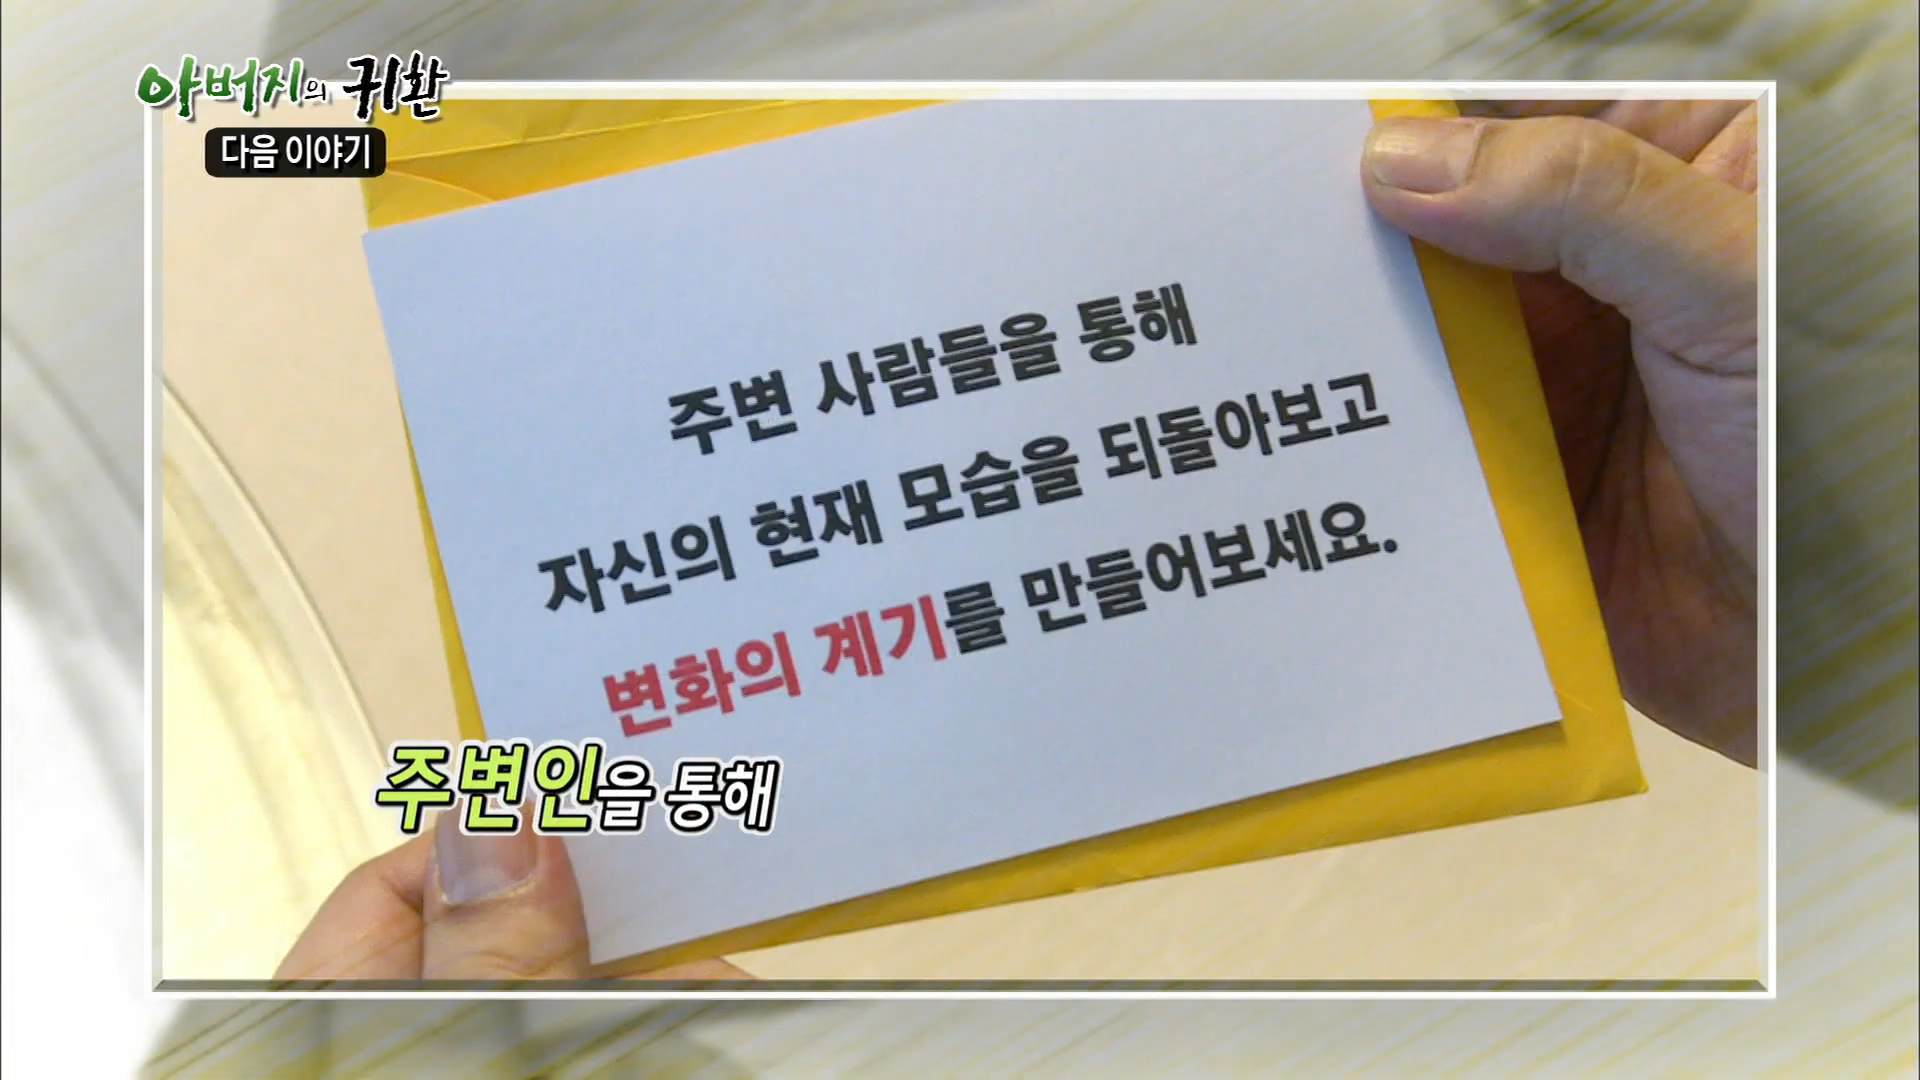 아버지의 귀환
다음 이야기
주변 사람들을 통해
자신의 현재 모습을 되돌아보고
변화의 계기를 만들어보세요.
주변인을 통해